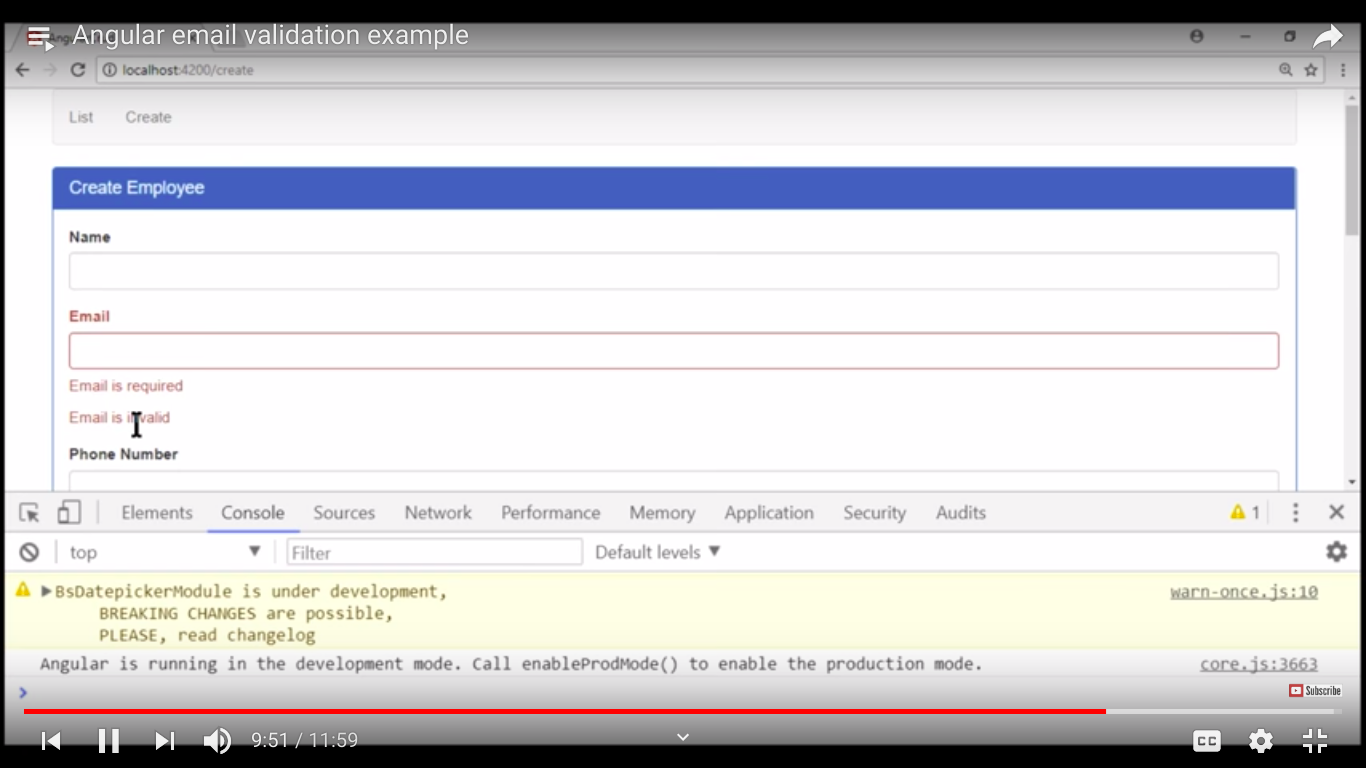 Angular email validation example
localhost:4200/create
List Create
Create Employee
Name
Email
Email is required
Email is invalid
Phone Number
Elements Console Sources Network Performance Memory Application Security Audits 1
top Filter Default levels
BsDatepickerModule is under development, warn-once.js:10
BREAKING CHANGES are possible,
PLEASE, read changelog
Angular is running in the development mode. Call enableProdMode() to enable the production mode. core.js:3663
Subscribe
9:51 / 11:59 CC